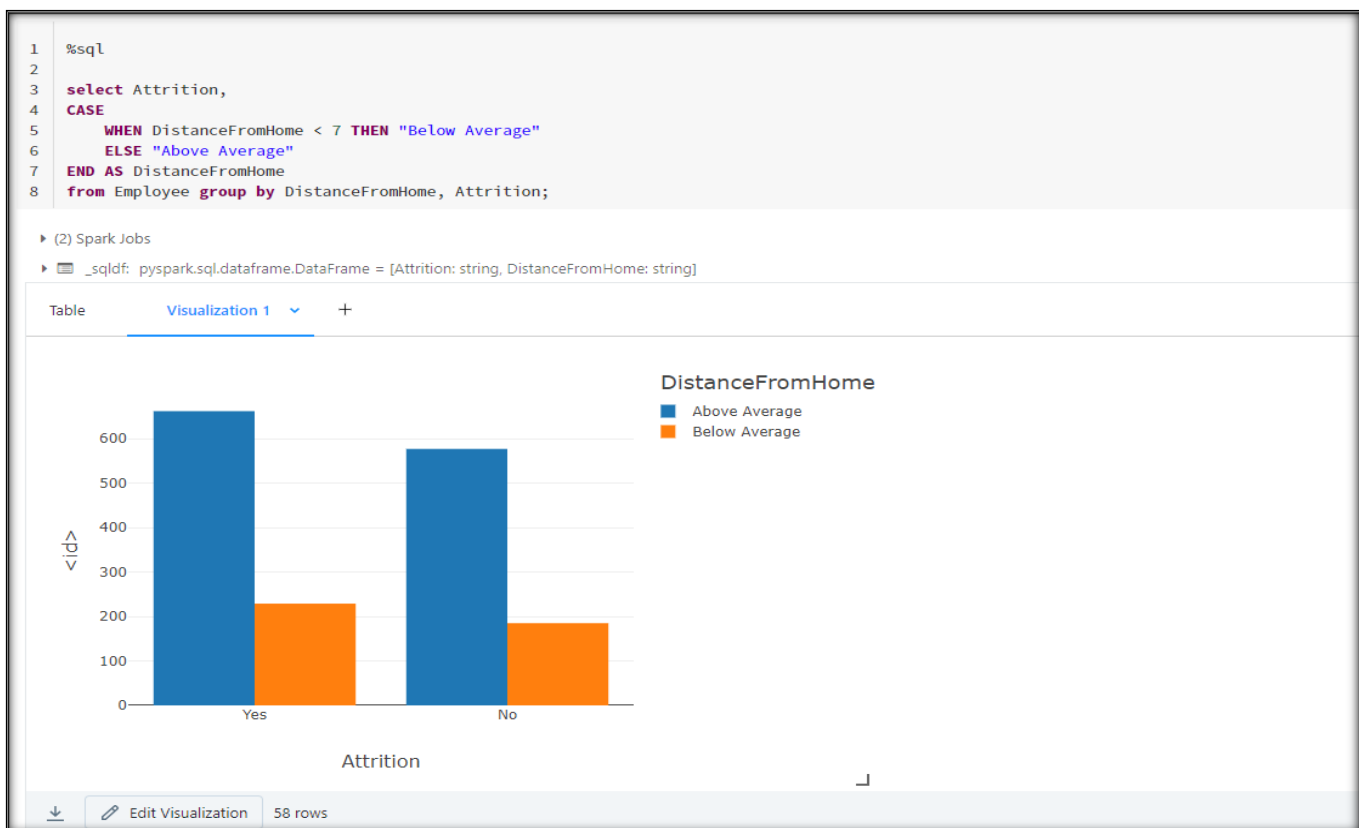 1 %sql
2
3 select Attrition,
4 CASE
5 WHEN DistanceFromHome < 7 THEN "Below Average"
6 ELSE "Above Average"
7 END AS DistanceFromHome
8 from Employee group by DistanceFromHome, Attrition;
(2) Spark Jobs
_sqldf: pyspark.sql.dataframe.DataFrame = [Attrition: string, DistanceFromHome: string]
Table Visualization 1 +
DistanceFromHome
Above Average
Below Average
600
500
400
300
200
100
0
<id>
Yes No
Attrition
Edit Visualization 58 rows